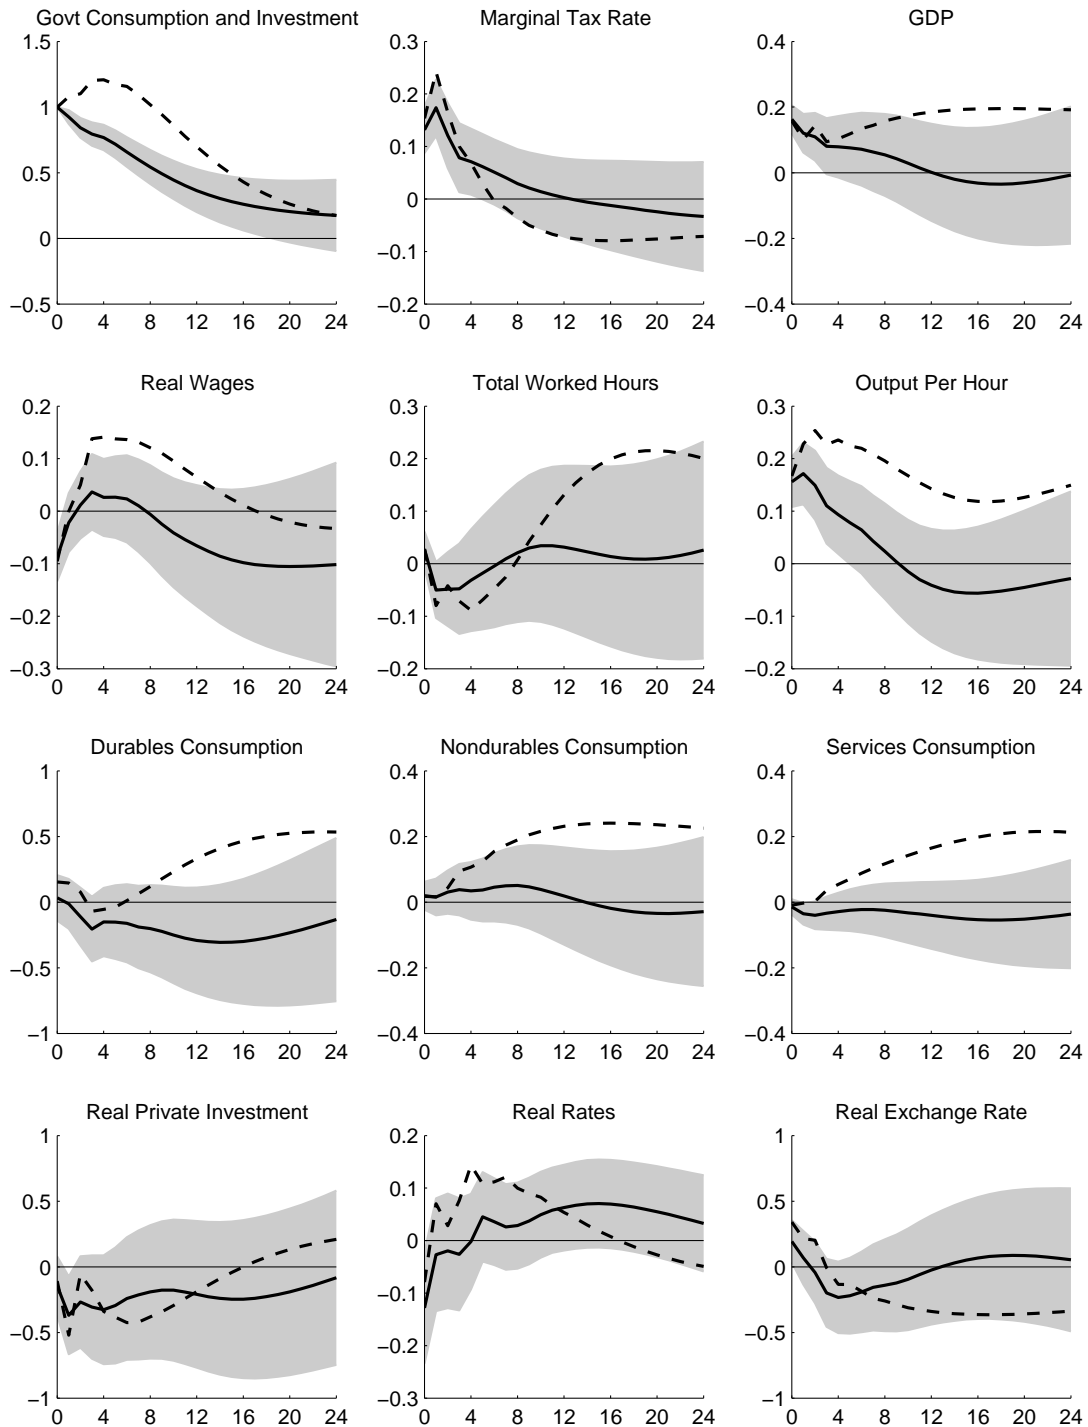 Govt Consumption and Investment Marginal Tax Rate GDP
1.5 0.3 0.4
1 0.2 0.2
0.5 0.1 0
0 0 −0.2
−0.5 −0.1 −0.4
−0.2
0 4 8 12 16 20 24 0 4 8 12 16 20 24 0 4 8 12 16 20 24
Real Wages Total Worked Hours Output Per Hour
0.2 0.3 0.3
0.1 0.2 0.2
0 0.1 0.1
−0.1 0 0
−0.2 −0.1 −0.1
−0.3 −0.2 −0.2
0 4 8 12 16 20 24 0 4 8 12 16 20 24 0 4 8 12 16 20 24
Durables Consumption Nondurables Consumption Services Consumption
1 0.4 0.4
0.5 0.2 0.2
0 0 0
−0.5 −0.2 −0.2
−1 −0.4 −0.4
0 4 8 12 16 20 24 0 4 8 12 16 20 24 0 4 8 12 16 20 24
Real Private Investment Real Rates Real Exchange Rate
1 0.2 1
0.5 0.1 0.5
0 0 0
−0.5 −0.1 −0.5
−1 −0.2 −1
−0.3
0 4 8 12 16 20 24 0 4 8 12 16 20 24 0 4 8 12 16 20 24